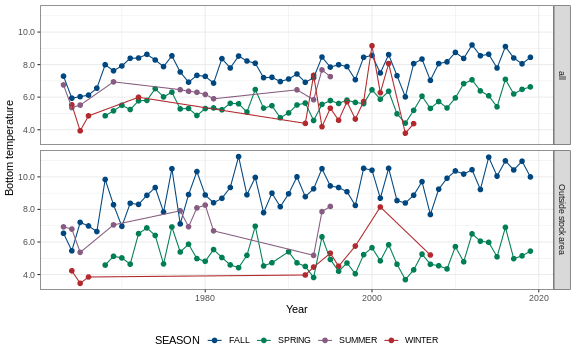 10.0
8.0
6.0
4.0
all
10.0
8.0
6.0
4.0
Outside stock area
Bottom temperature
1980 2000 2020
Year
SEASON FALL SPRING SUMMER WINTER